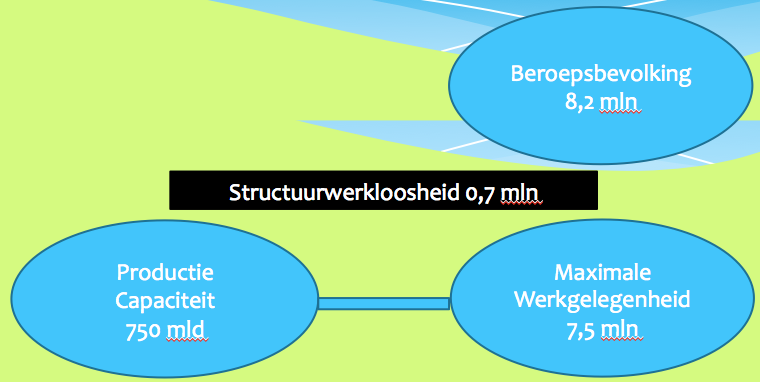 Beroepsbevolking
8,2 mln
Structuurwerkloosheid 0,7 mln
Productie
Capaciteit
750 mld
Maximale
Werkgelegenheid
7,5 mln